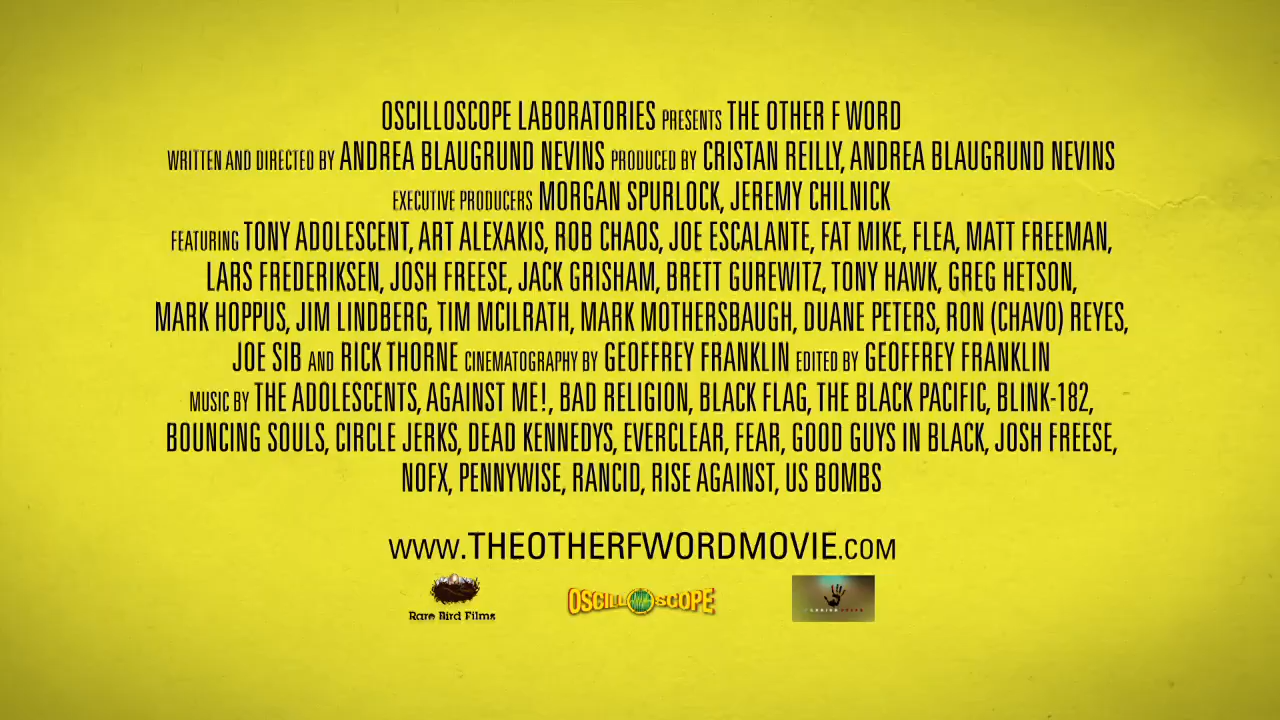 OSCILLOSCOPE LABORATORIES PRESENTS THE OTHER F WORD
WRITTEN AND DIRECTED BY ANDREA BLAUGRUND NEVINS PRODUCED BY CRISTAN REILLY, ANDREA BLAUGRUND NEVINS
EXECUTIVE PRODUCERS MORGAN SPURLOCK, JEREMY CHILNICK
FEATURING TONY ADOLESCENT, ART ALEXAKIS, ROB CHAOS, JOE ESCALANTE, FAT MIKE, FLEA, MATT FREEMAN,
LARS FREDERIKSEN, JOSH FREESE, JACK GRISHAM, BRETT GUREWITZ, TONY HAWK, GREG HETSON,
MARK HOPPUS, JIM LINDBERG, TIM MCILRATH, MARK MOTHERSBAUGH, DUANE PETERS, RON (CHAVO) REYES,
JOE SIB AND RICK THORNE CINEMATOGRAPHY BY GEOFFREY FRANKLIN EDITED BY GEOFFREY FRANKLIN
MUSIC BY THE ADOLESCENTS, AGAINST ME!, BAD RELIGION, BLACK FLAG, THE BLACK PACIFIC, BLINK-182,
BOUNCING SOULS, CIRCLE JERKS, DEAD KENNEDYS, EVERCLEAR, FEAR, GOOD GUYS IN BLACK, JOSH FREESE,
NOFX, PENNYWISE, RANCID, RISE AGAINST, US BOMBS
WWW.THEOTHERFWORDMOVIE.COM
Rare Bird Films
OSCILLOSCOPE